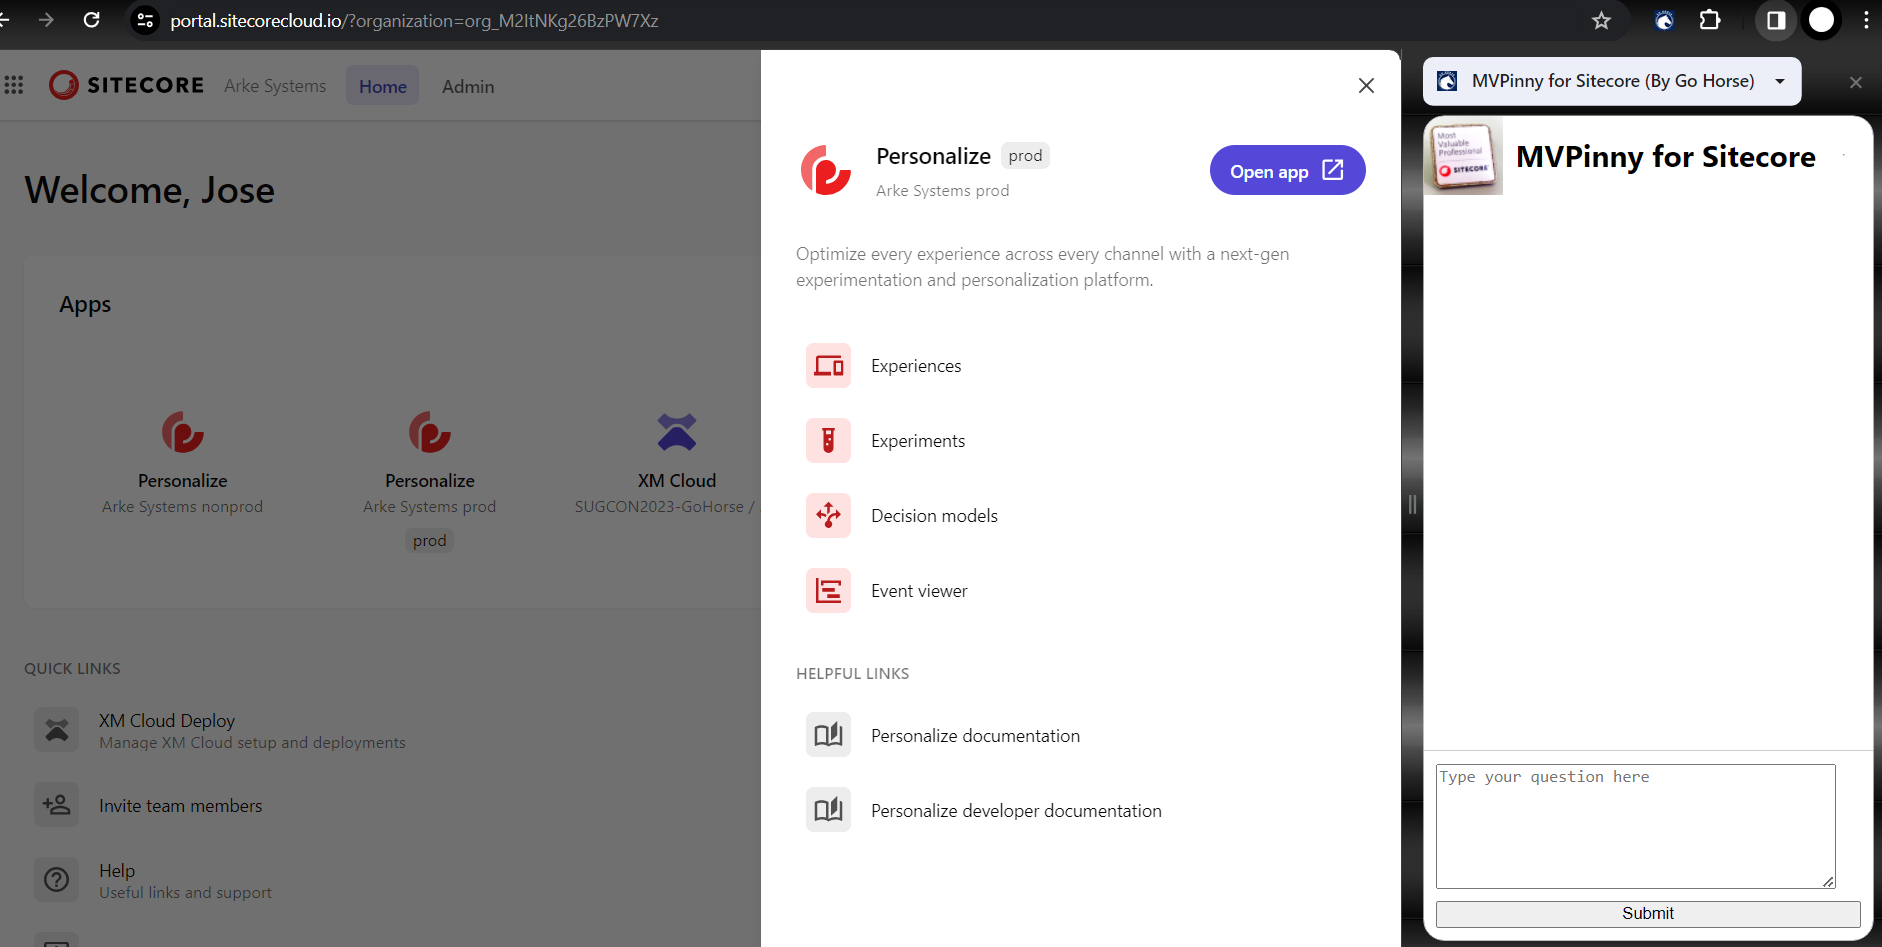 portal.sitecorecloud.io/?organization=org_M2ItNKg26BzPW7Xz
SITECORE
Arke Systems
Home
Admin
Welcome, Jose
Apps
Personalize
Arke Systems nonprod
Personalize
Arke Systems prod
prod
XM Cloud
SUGCON2023-GoHorse /
QUICK LINKS
XM Cloud Deploy
Manage XM Cloud setup and deployments
Invite team members
Help
Useful links and support
Personalize prod
Arke Systems prod
Open app
Optimize every experience across every channel with a next-gen
experimentation and personalization platform.
Experiences
Experiments
Decision models
Event viewer
HELPFUL LINKS
Personalize documentation
Personalize developer documentation
MVPinny for Sitecore (By Go Horse)
Most
Valuable
Professional
SITECORE
MVPinny for Sitecore
Type your question here
Submit